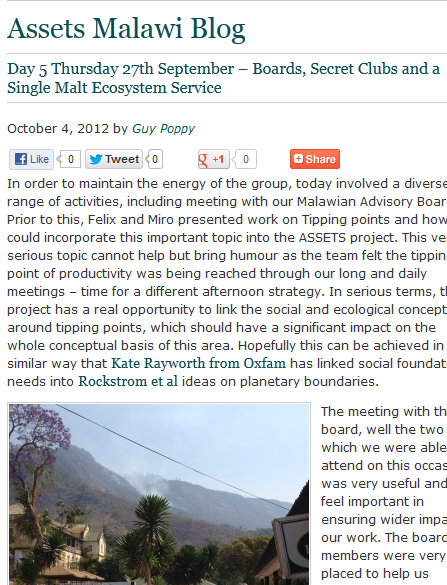 Assets Malawi Blog
Day 5 Thursday 27th September – Boards, Secret Clubs and a
Single Malt Ecosystem Service
October 4, 2012 by Guy Poppy
Like 0 Tweet 0 +1 0 Share
In order to maintain the energy of the group, today involved a diverse
range of activities, including meeting with our Malawian Advisory Boar
Prior to this, Felix and Miro presented work on Tipping points and how
could incorporate this important topic into the ASSETS project. This ve
serious topic cannot help but bring humour as the team felt the tippin
point of productivity was being reached through our long and daily
meetings – time for a different afternoon strategy. In serious terms, t
project has a real opportunity to link the social and ecological concept
around tipping points, which should have a significant impact on the
whole conceptual basis of this area. Hopefully this can be achieved in
similar way that Kate Rayworth from Oxfam has linked social foundat
needs into Rockstrom et al ideas on planetary boundaries.
The meeting with th
board, well the two
which we were able
attend on this occas
was very useful and
feel important in
ensuring wider impa
our work. The board
members were very
placed to help us